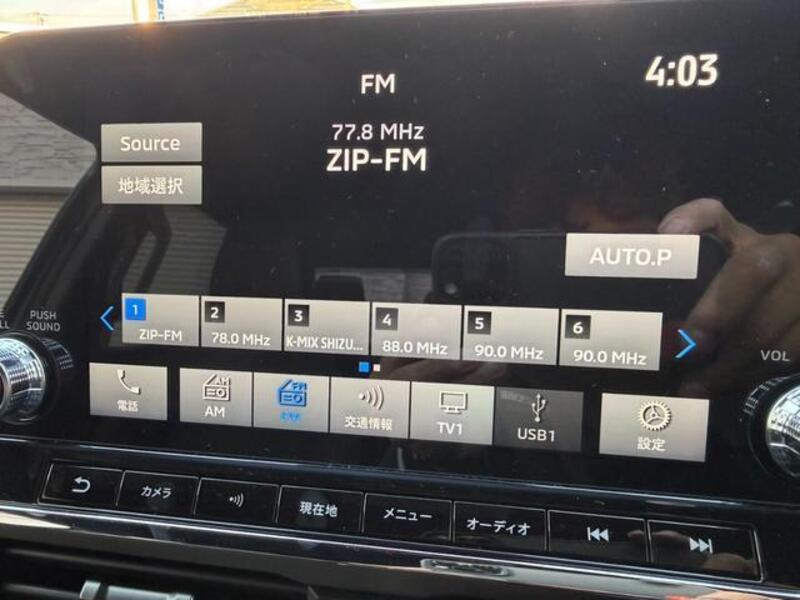 FM
4:03
77.8 MHz
ZIP-FM
Source
地域選択
AUTO.P
PUSH
SOUND
VOL
1
ZIP-FM
2
78.0 MHz
3
K-MIX SHIZU...
4
88.0 MHz
5
90.0 MHz
6
90.0 MHz
電話
AM
AM
FM
交通情報
TV1
USB1
設定
カメラ
現在地
メニュー
オーディオ